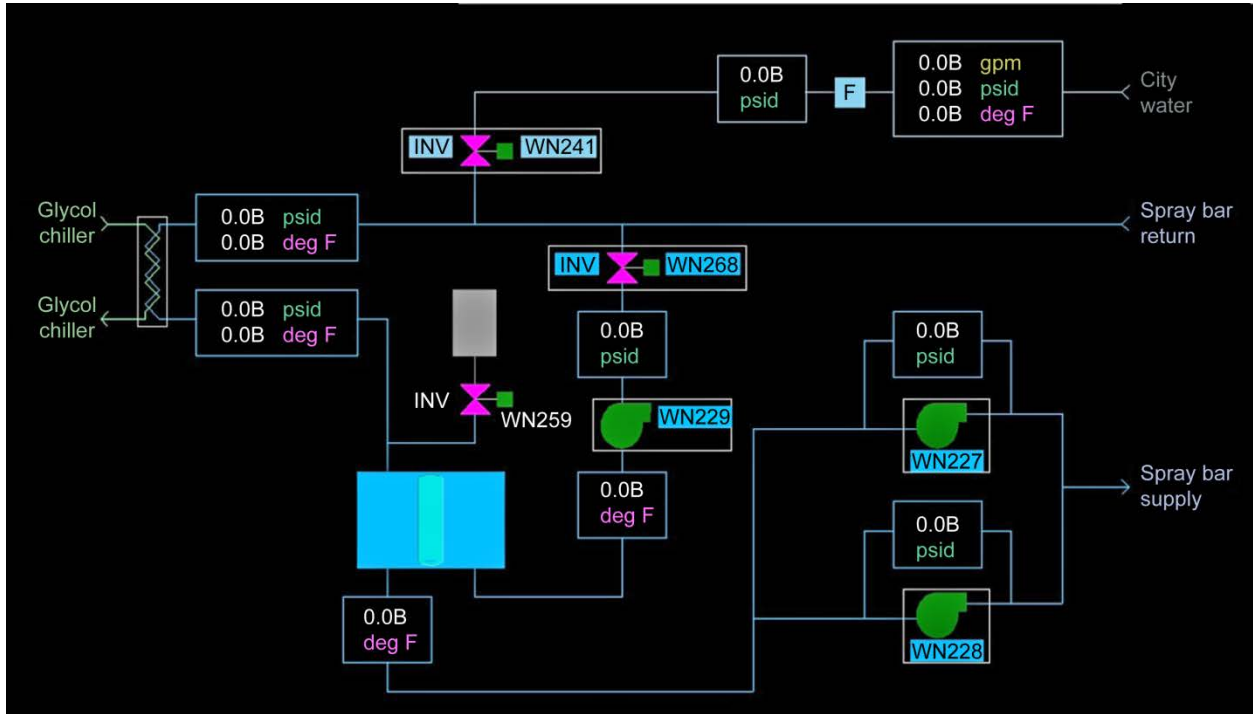 0.0B
psid
F
0.0B gpm
0.0B psid
0.0B deg F
City
water
INV
WN241
Glycol
chiller
0.0B psid
0.0B deg F
Spray bar
return
INV
WN268
Glycol
chiller
0.0B psid
0.0B deg F
0.0B
psid
0.0B
psid
INV
WN259
WN229
WN227
0.0B
deg F
Spray bar
supply
0.0B
psid
0.0B
deg F
WN228